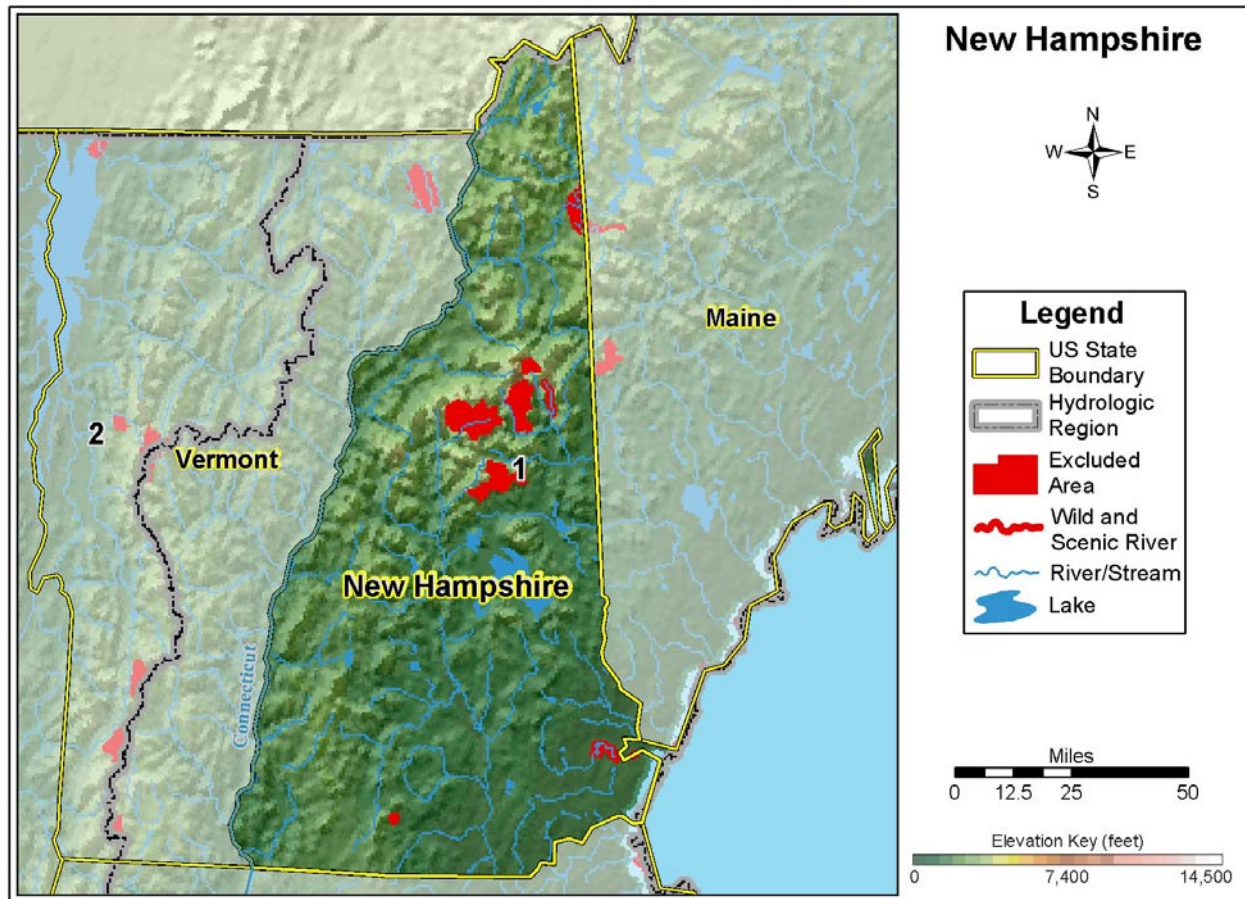 New Hampshire
N
W
E
S
Maine
2
Vermont
1
New Hampshire
Connecticut
Legend
US State
Boundary
Hydrologic
Region
Excluded
Area
Wild and
Scenic River
River/Stream
Lake
Miles
0 12.5 25 50
Elevation Key (feet)
0 7,400 14,500